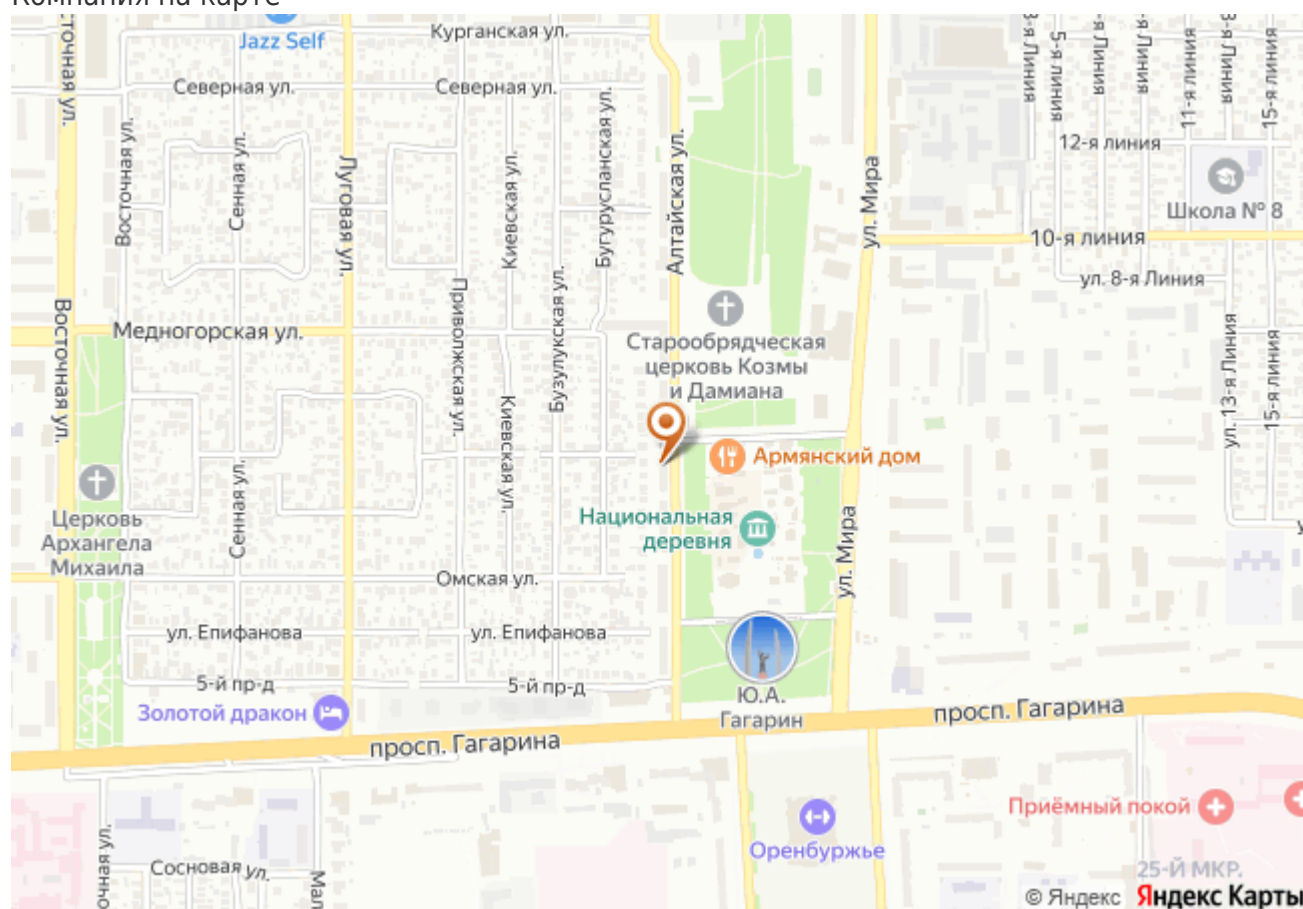 Компания на карте
Jazz Self
Курганская ул.
Северная ул.
Северная ул.
Восточная ул.
Сенная ул.
Луговая ул.
Киевская ул.
Бугурусланская ул.
Алтайская ул.
ул. Мира
5-я линия
11-я линия
15-я линия
12-я линия
Школа № 8
10-я линия
ул. 8-я Линия
Медногорская ул.
Восточная ул.
Приволжская ул.
Бузулукская ул.
Киевская ул.
Старообрядческая
церковь Козмы
и Дамиана
ул. 13-я Линия
15-я линия
Армянский дом
Церковь
Архангела
Михаила
Сенная ул.
Национальная
деревня
ул. Мира
Омская ул.
ул. Епифанова
ул. Епифанова
5-й пр-д
5-й пр-д
Золотой дракон
Ю.А.
Гагарин
просп. Гагарина
просп. Гагарина
Приёмный покой
Оренбуржье
Сосновая ул.
25-Й МКР.
© Яндекс Яндекс Карты